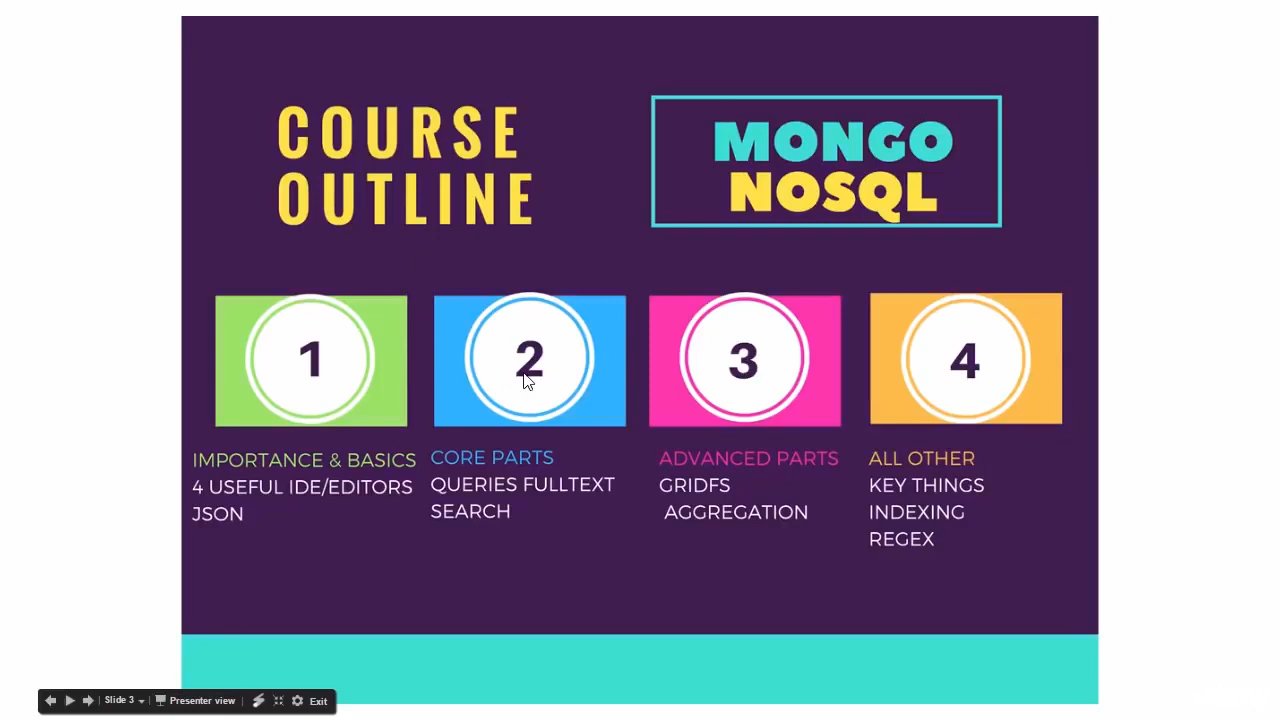 COURSE
OUTLINE
MONGO
NOSQL
1
2
3
4
IMPORTANCE & BASICS
4 USEFUL IDE/EDITORS
JSON
CORE PARTS
QUERIES FULLTEXT
SEARCH
ADVANCED PARTS
GRIDFS
AGGREGATION
ALL OTHER
KEY THINGS
INDEXING
REGEX
Slide 3 Presenter view Exit